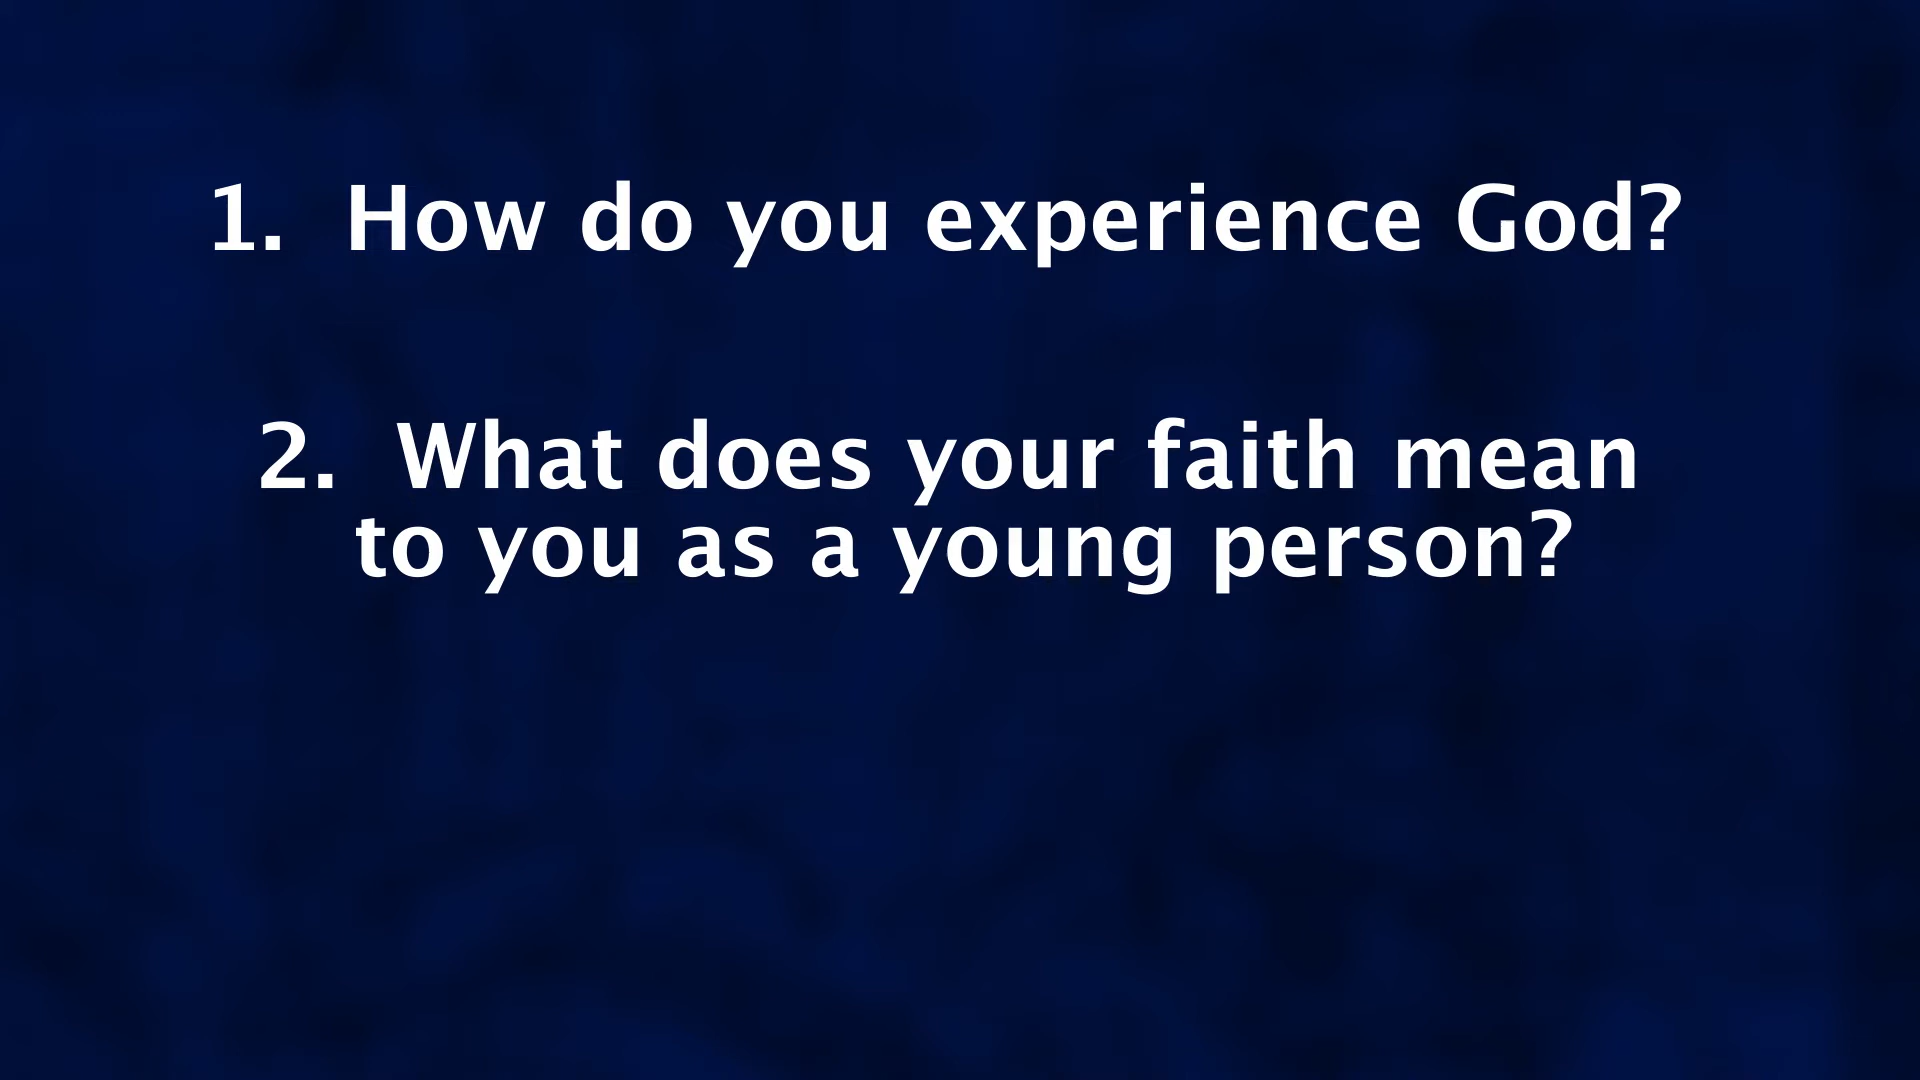 1. How do you experience God?
2. What does your faith mean
to you as a young person?